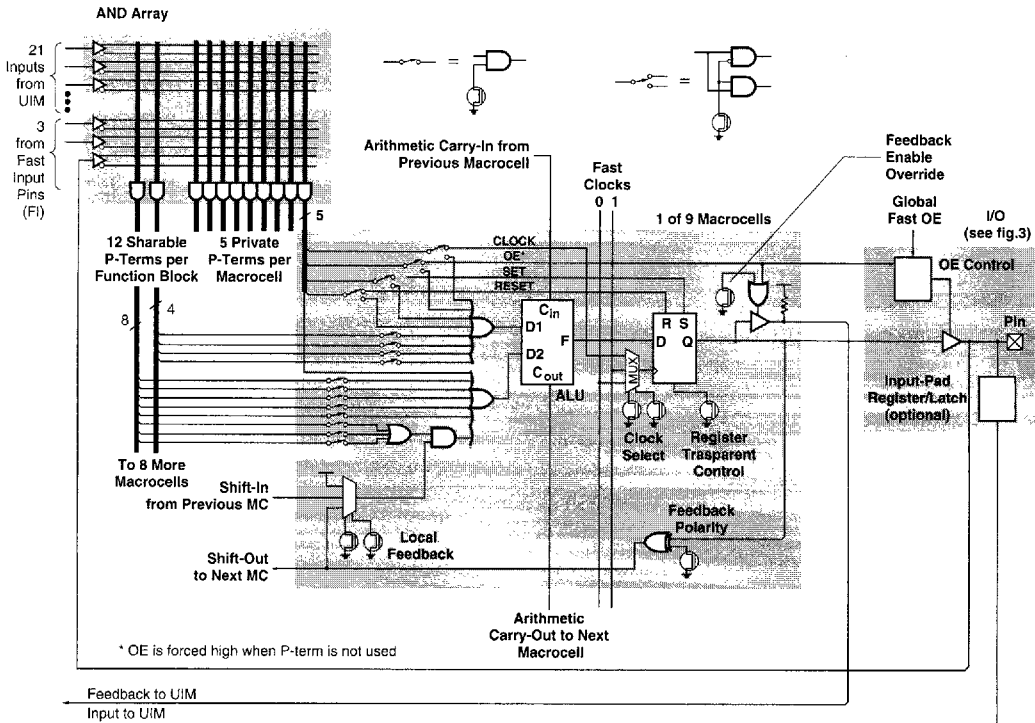 AND Array
21
Inputs
from
UIM
3
from
Fast
Input
Pins
(FI)
=
=
Arithmetic Carry-In from
Previous Macrocell
Fast
Clocks
0 1
Feedback
Enable
Override
1 of 9 Macrocells
Global
Fast OE
I/O
(see fig.3)
5
12 Sharable
P-Terms per
Function Block
5 Private
P-Terms per
Macrocell
CLOCK
OE*
SET
RESET
OE Control
8
4
Cin
D1
D2
F
Cout
ALU
R S
D Q
MUX
Pin
Input-Pad
Register/Latch
(optional)
Clock
Select
Register
Trasparent
Control
To 8 More
Macrocells
Shift-In
from Previous MC
Local
Feedback
Feedback
Polarity
Shift-Out
to Next MC
Arithmetic
Carry-Out to Next
Macrocell
* OE is forced high when P-term is not used
Feedback to UIM
Input to UIM